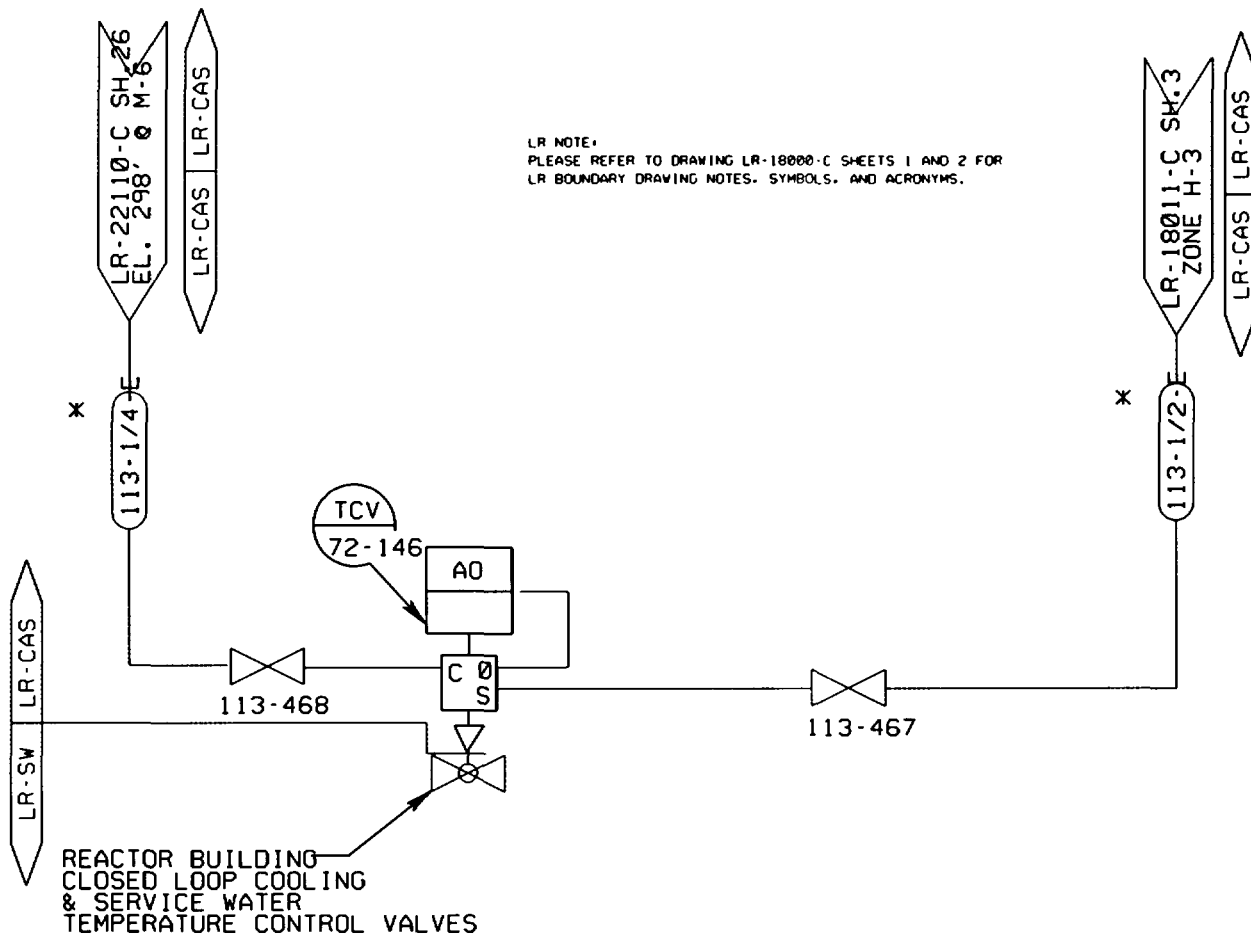 LR-22110-C SH.26
EL. 298' @ M-6
LR-CAS | LR-CAS
LR NOTE:
PLEASE REFER TO DRAWING LR-18000-C SHEETS 1 AND 2 FOR
LR BOUNDARY DRAWING NOTES. SYMBOLS. AND ACRONYMS.
LR-18011-C SH.3
ZONE H-3
LR-CAS | LR-CAS
*
113-1/4-E
*
113-1/2-E
TCV
72-146
AO
C O
S
113-468
113-467
LR-SW | LR-CAS
REACTOR BUILDING
CLOSED LOOP COOLING
& SERVICE WATER
TEMPERATURE CONTROL VALVES